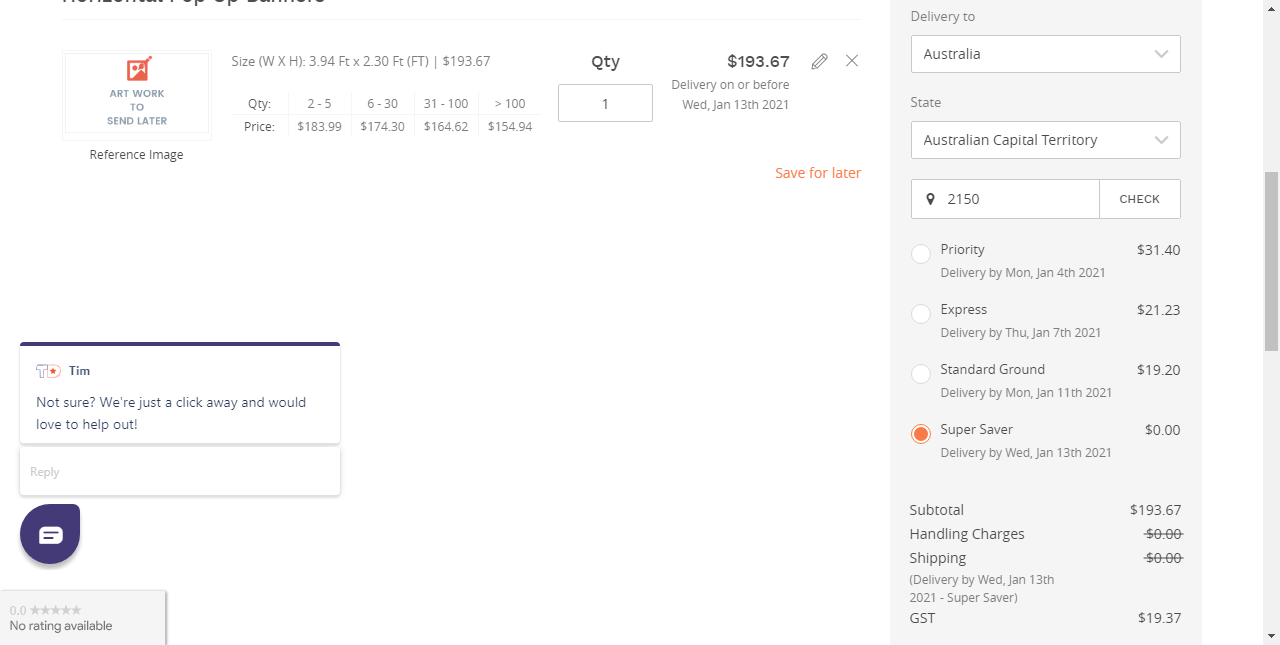 Horizontal Pop Up Banners
ART WORK
TO
SEND LATER
Reference Image
Size (W X H): 3.94 Ft x 2.30 Ft (FT) | $193.67
Qty: 2 - 5 6 - 30 31 - 100 > 100
Price: $183.99 $174.30 $164.62 $154.94
Qty
1
$193.67
Delivery on or before
Wed, Jan 13th 2021
Save for later
Tim
Not sure? We're just a click away and would
love to help out!
Reply
0.0 ★★★★★
No rating available
Delivery to
Australia
State
Australian Capital Territory
2150 CHECK
Priority $31.40
Delivery by Mon, Jan 4th 2021
Express $21.23
Delivery by Thu, Jan 7th 2021
Standard Ground $19.20
Delivery by Mon, Jan 11th 2021
Super Saver $0.00
Delivery by Wed, Jan 13th 2021
Subtotal $193.67
Handling Charges $0.00
Shipping $0.00
(Delivery by Wed, Jan 13th
2021 - Super Saver)
GST $19.37